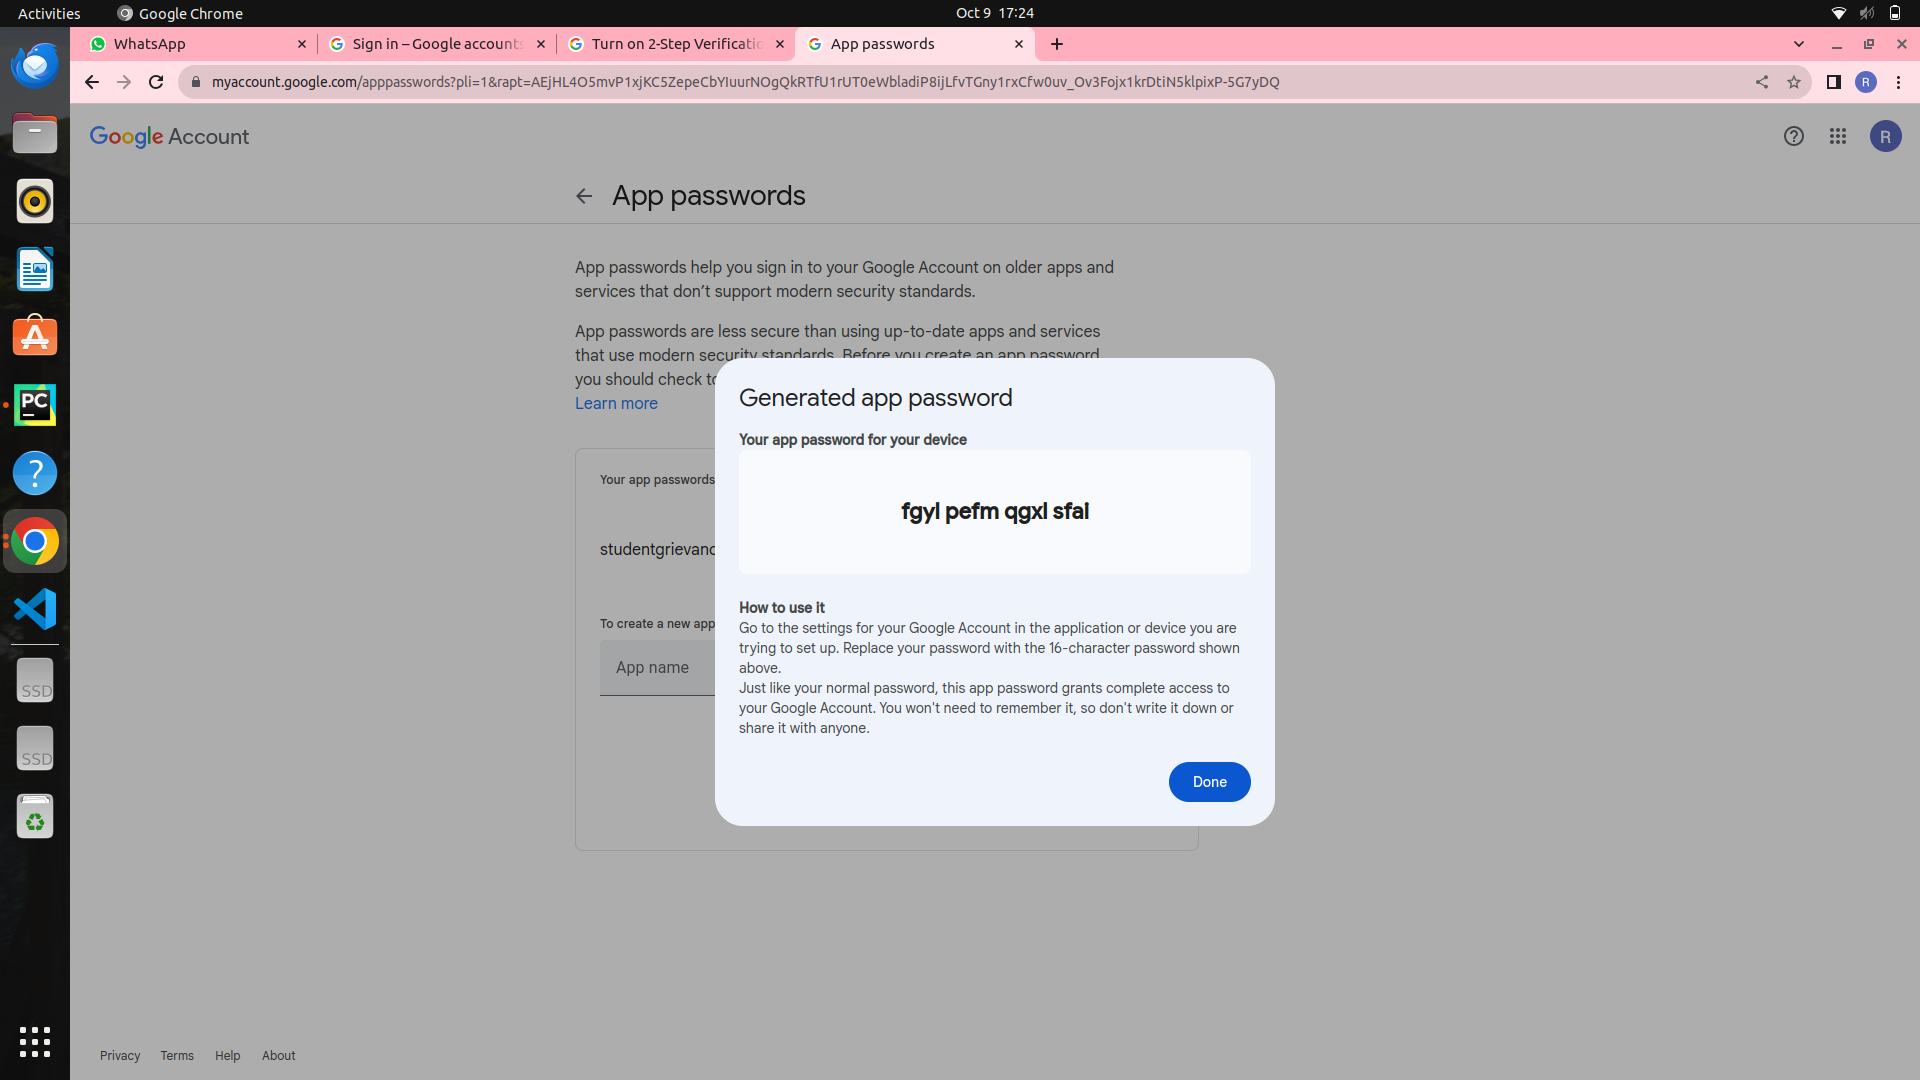 Activities
Google Chrome
Oct 9 17:24
WhatsApp
Sign in – Google accounts
Turn on 2-Step Verificatio
App passwords
myaccount.google.com/apppasswords?pli=1&rapt=AEjHL4O5mvP1xjKC5ZepeCbYIuurNOgQkRTfU1rUT0eWbladiP8ijLfvTGny1rxCfw0uv_Ov3Fojx1krDtiN5klpixP-5G7yDQ
R
Google Account
R
App passwords
App passwords help you sign in to your Google Account on older apps and
services that don’t support modern security standards.
App passwords are less secure than using up-to-date apps and services
that use modern security standards. Before you create an app password,
you should check to
Learn more
Your app passwords
studentgrievanc
To create a new app
App name
Generated app password
Your app password for your device
fgyl pefm qgxl sfai
How to use it
Go to the settings for your Google Account in the application or device you are
trying to set up. Replace your password with the 16-character password shown
above.
Just like your normal password, this app password grants complete access to
your Google Account. You won't need to remember it, so don't write it down or
share it with anyone.
Done
PC
SSD
SSD
Privacy
Terms
Help
About